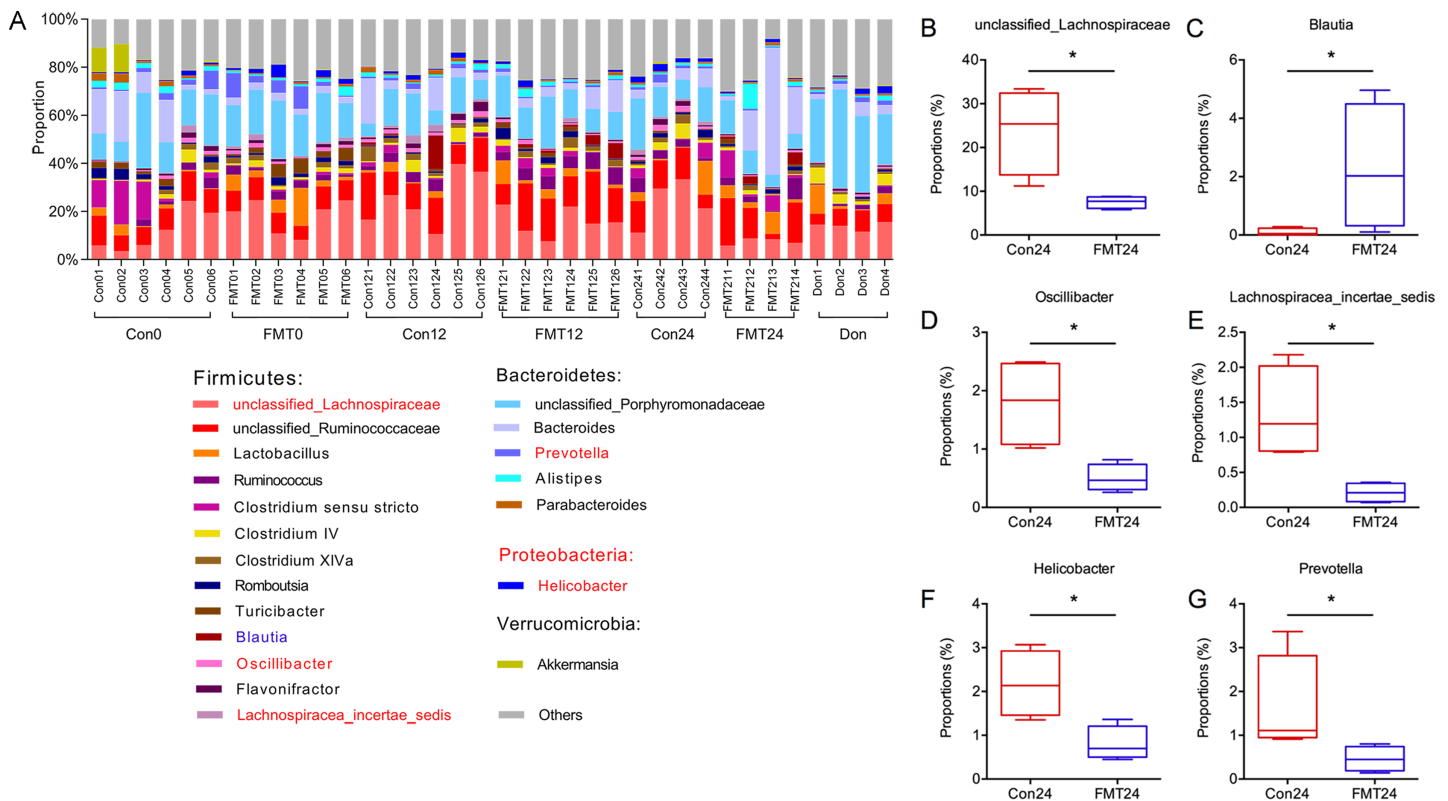 A
Proportion
100%
80%
60%
40%
20%
0%
Con01
Con02
Con03
Con04
Con05
Con06
FMT01
FMT02
FMT03
FMT04
FMT05
FMT06
Con121
Con122
Con123
Con124
Con125
Con126
FMT121
FMT122
FMT123
FMT124
FMT125
FMT126
Con241
Con242
Con243
Con244
FMT211
FMT212
FMT213
FMT214
Don1
Don2
Don3
Don4
Con0
FMT0
Con12
FMT12
Con24
FMT24
Don
Firmicutes:
unclassified_Lachnospiraceae
unclassified_Ruminococcaceae
Lactobacillus
Ruminococcus
Clostridium sensu stricto
Clostridium IV
Clostridium XIVa
Romboutsia
Turicibacter
Blautia
Oscillibacter
Flavonifractor
Lachnospiracea_incertae_sedis
Bacteroidetes:
unclassified_Porphyromonadaceae
Bacteroides
Prevotella
Alistipes
Parabacteroides
Proteobacteria:
Helicobacter
Verrucomicrobia:
Akkermansia
Others
B
unclassified_Lachnospiraceae
*
Proportions (%)
40
30
20
10
0
Con24
FMT24
C
Blautia
*
Proportions (%)
6
4
2
0
Con24
FMT24
D
Oscillibacter
*
Proportions (%)
3
2
1
0
Con24
FMT24
E
Lachnospiracea_incertae_sedis
*
Proportions (%)
2.5
2.0
1.5
1.0
0.5
0.0
Con24
FMT24
F
Helicobacter
*
Proportions (%)
4
3
2
1
0
Con24
FMT24
G
Prevotella
*
Proportions (%)
4
3
2
1
0
Con24
FMT24